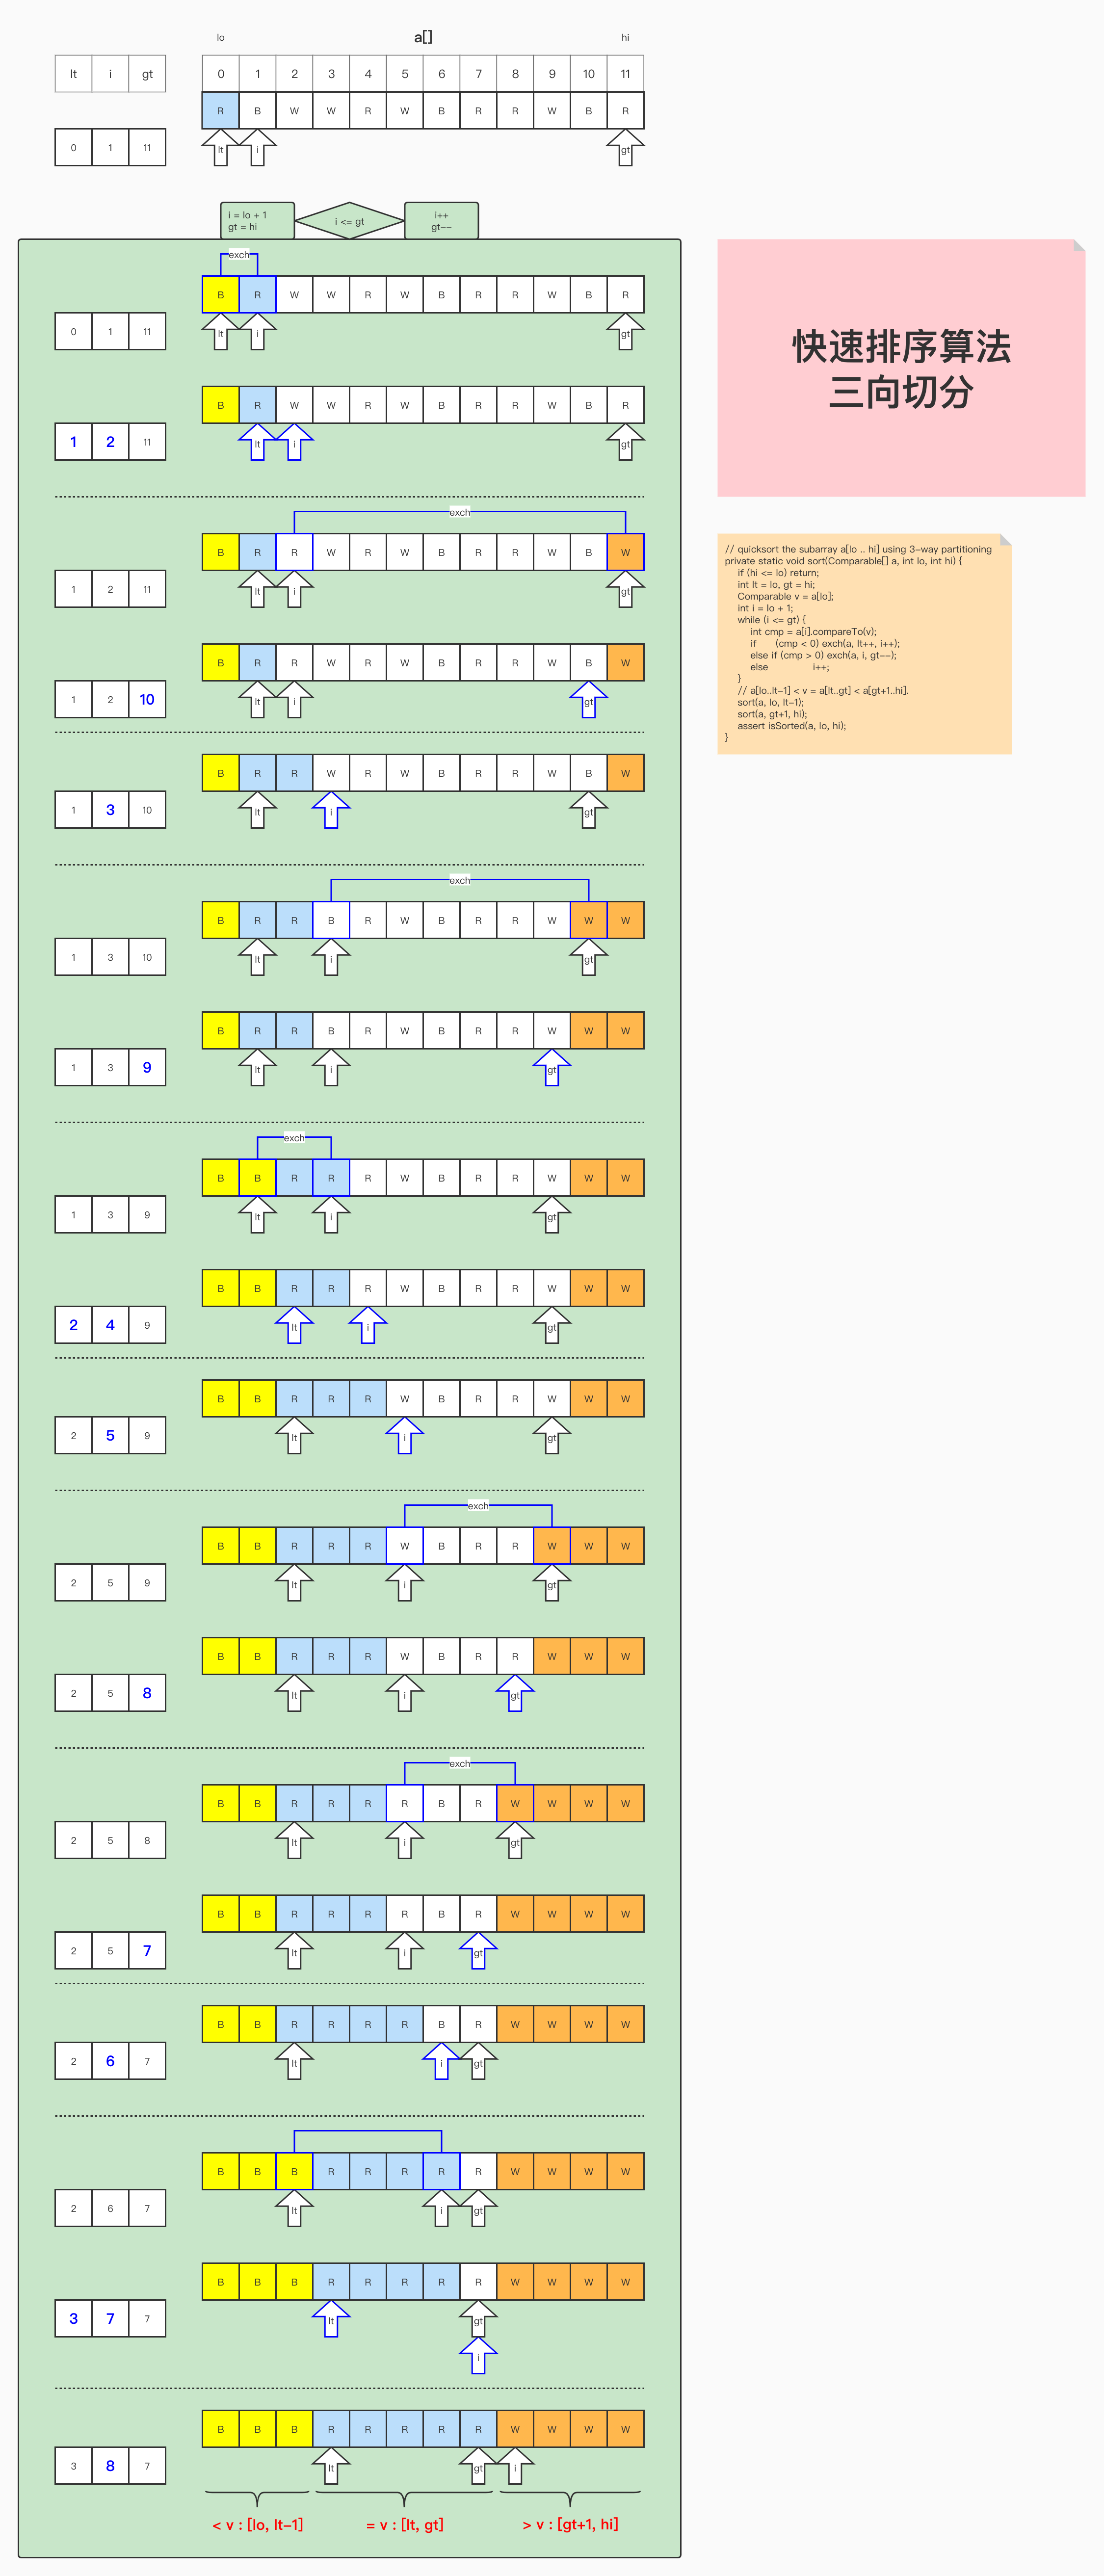 lo a[] hi
lt i gt 0 1 2 3 4 5 6 7 8 9 10 11
R B W W R W B R R W B R
0 1 11 lt i gt
i = lo + 1
gt = hi
i <= gt
i++
gt--
exch
B R W W R W B R R W B R
0 1 11 lt i gt
B R W W R W B R R W B R
1 2 11 lt i gt
exch
B R R W R W B R R W B W
1 2 11 lt i gt
B R R W R W B R R W B W
1 2 10 lt i gt
B R R W R W B R R W B W
1 3 10 lt i gt
exch
B R R B R W B R R W W W
1 3 10 lt i gt
B R R B R W B R R W W W
1 3 9 lt i gt
exch
B B R R R W B R R W W W
1 3 9 lt i gt
B B R R R W B R R W W W
2 4 9 lt i gt
B B R R R W B R R W W W
2 5 9 lt i gt
exch
B B R R R W B R R W W W
2 5 9 lt i gt
B B R R R W B R R W W W
2 5 8 lt i gt
exch
B B R R R R B R W W W W
2 5 8 lt i gt
B B R R R R B R W W W W
2 5 7 lt i gt
B B R R R R B R W W W W
2 6 7 lt i gt
B B B R R R R R W W W W
2 6 7 lt i gt
B B B R R R R R W W W W
3 7 7 lt gt
i
B B B R R R R R W W W W
3 8 7 lt gt i
< v : [lo, lt-1] = v : [lt, gt] > v : [gt+1, hi]
快速排序算法
三向切分
// quicksort the subarray a[lo .. hi] using 3-way partitioning
private static void sort(Comparable[] a, int lo, int hi) {
if (hi <= lo) return;
int lt = lo, gt = hi;
Comparable v = a[lo];
int i = lo + 1;
while (i <= gt) {
int cmp = a[i].compareTo(v);
if (cmp < 0) exch(a, lt++, i++);
else if (cmp > 0) exch(a, i, gt--);
else i++;
}
// a[lo..lt-1] < v = a[lt..gt] < a[gt+1..hi].
sort(a, lo, lt-1);
sort(a, gt+1, hi);
assert isSorted(a, lo, hi);
}